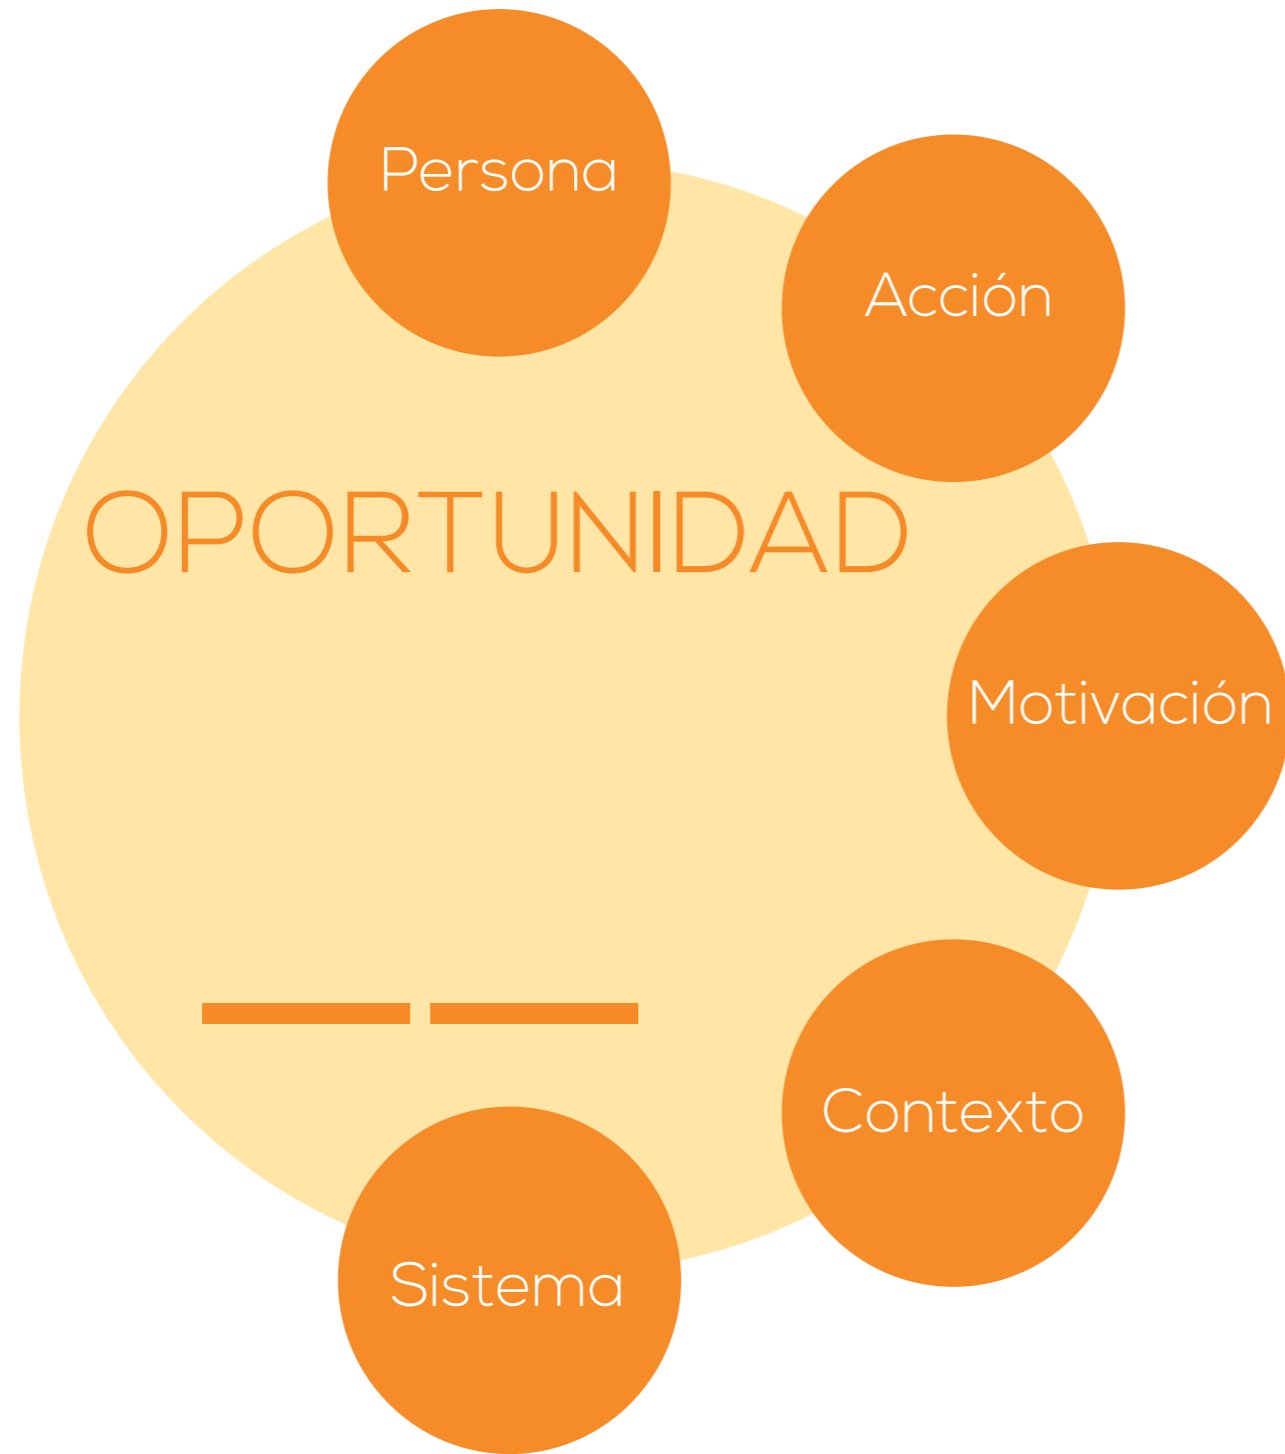 Persona
Acción
OPORTUNIDAD
Motivación
Contexto
Sistema